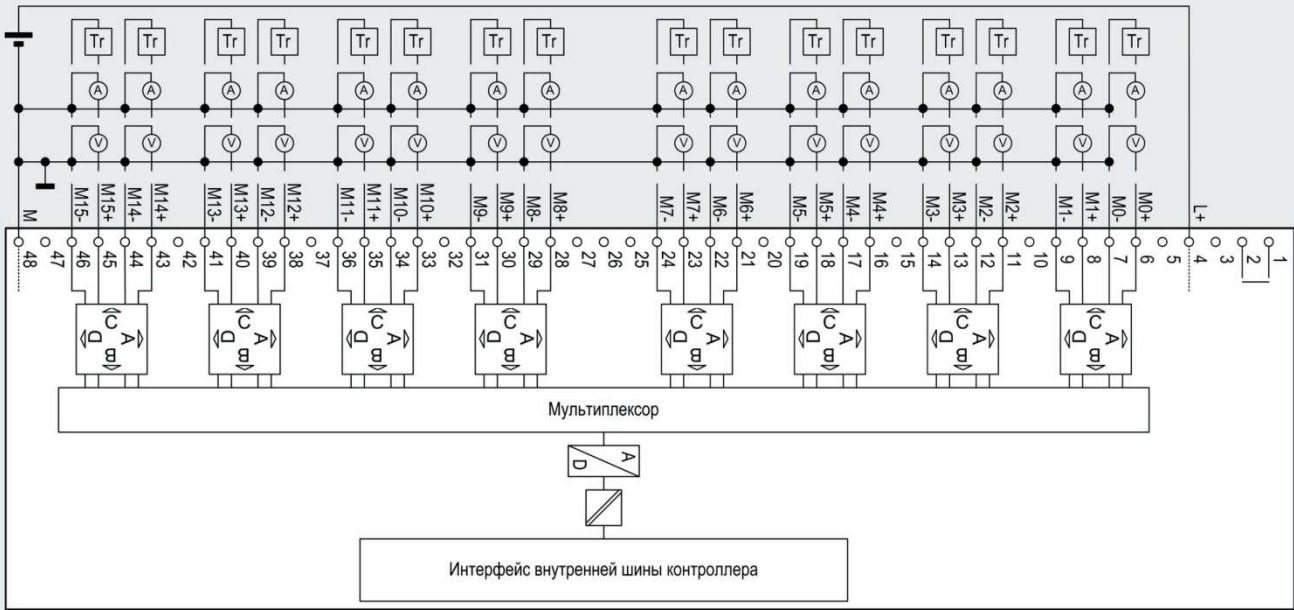 Tr Tr Tr Tr Tr Tr Tr Tr Tr Tr Tr Tr Tr Tr Tr Tr
A A A A A A A A A A A A A A A A
V V V V V V V V V V V V V V V V
M M15- M15+ M14- M14+ M13- M13+ M12- M12+ M11- M11+ M10- M10+ M9- M9+ M8- M8+ M7- M7+ M6- M6+ M5- M5+ M4- M4+ M3- M3+ M2- M2+ M1- M1+ M0- M0+ L+
48 47 46 45 44 43 42 41 40 39 38 37 36 35 34 33 32 31 30 29 28 27 26 25 24 23 22 21 20 19 18 17 16 15 14 13 12 11 10 9 8 7 6 5 4 3 2 1
C A D B C A D B C A D B C A D B C A D B C A D B C A D B C A D B
Мультиплексор
A
D
Интерфейс внутренней шины контроллера